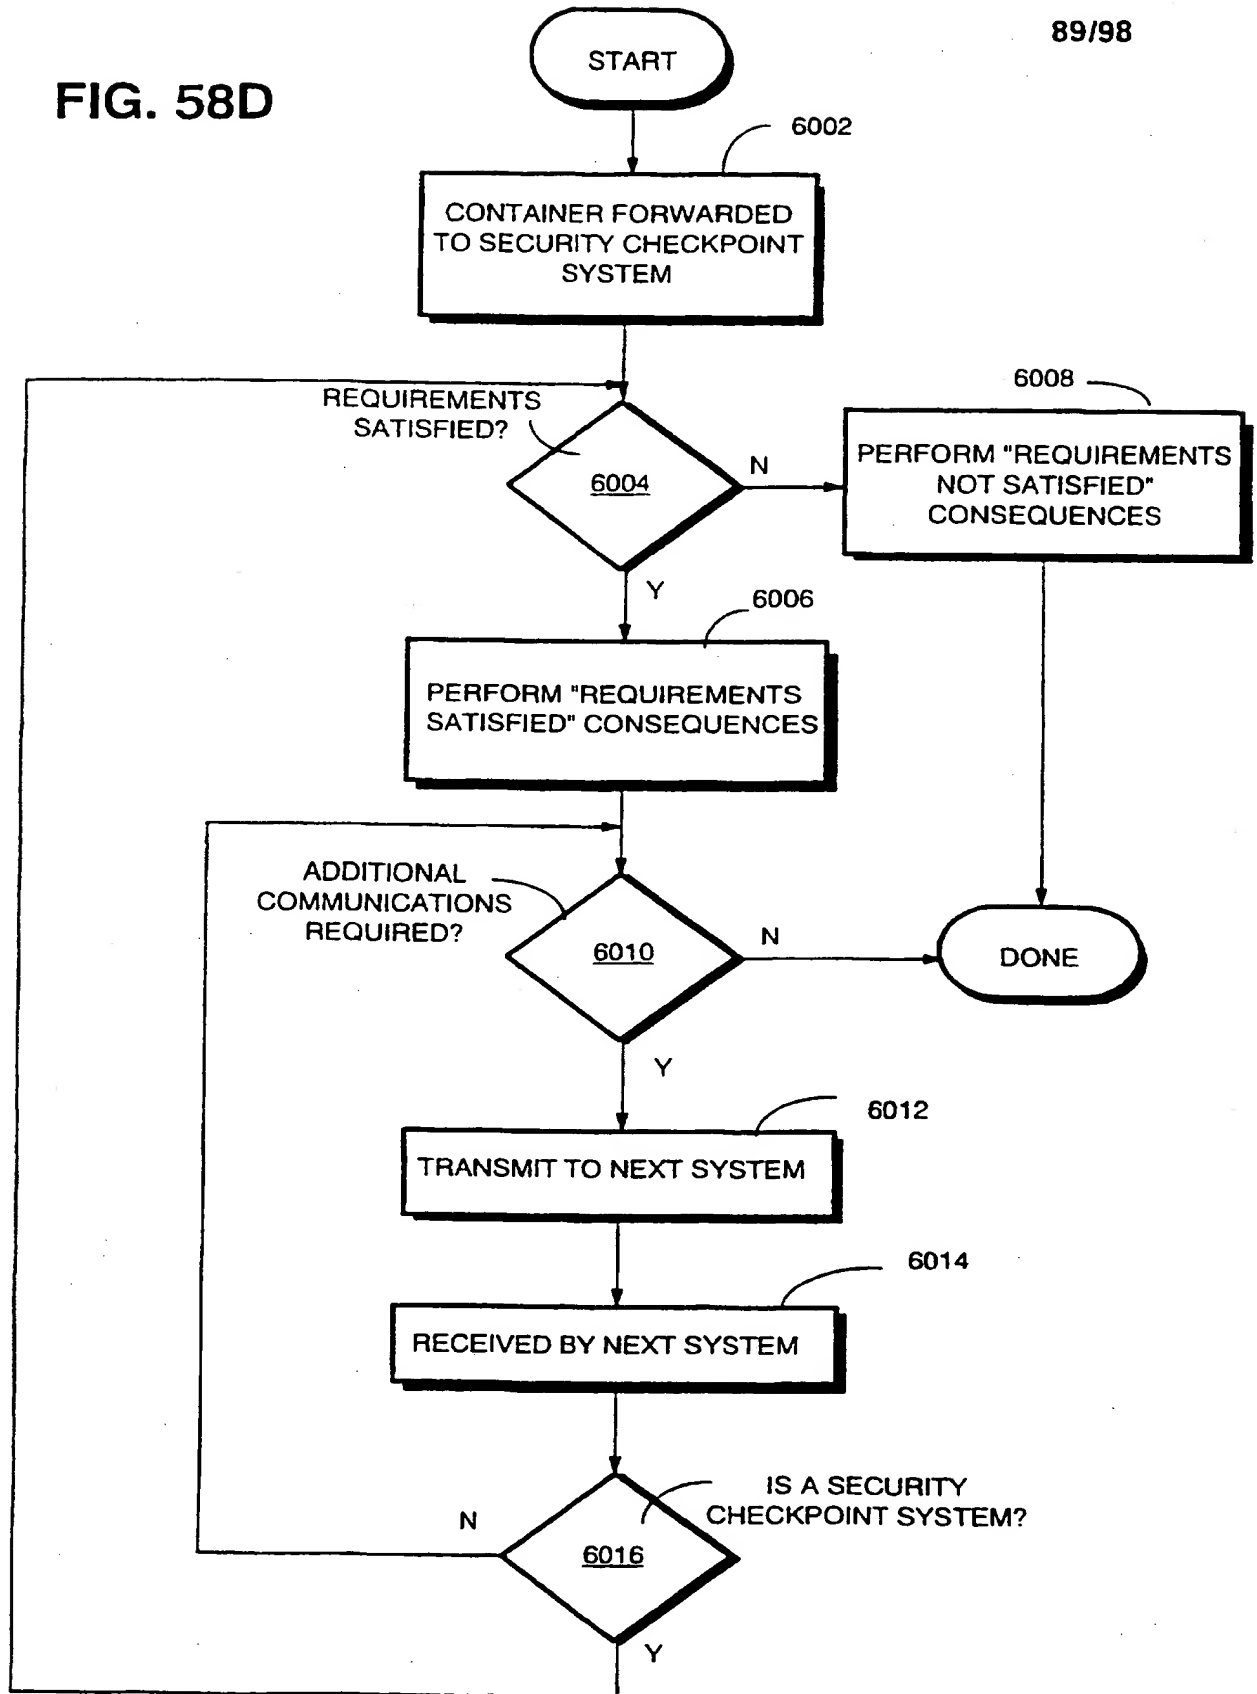 89/98
FIG. 58D
START
6002
CONTAINER FORWARDED
TO SECURITY CHECKPOINT
SYSTEM
REQUIREMENTS
SATISFIED?
6004
N
6008
PERFORM "REQUIREMENTS
NOT SATISFIED"
CONSEQUENCES
Y
6006
PERFORM "REQUIREMENTS
SATISFIED" CONSEQUENCES
ADDITIONAL
COMMUNICATIONS
REQUIRED?
6010
N
DONE
Y
6012
TRANSMIT TO NEXT SYSTEM
6014
RECEIVED BY NEXT SYSTEM
IS A SECURITY
CHECKPOINT SYSTEM?
N
6016
Y